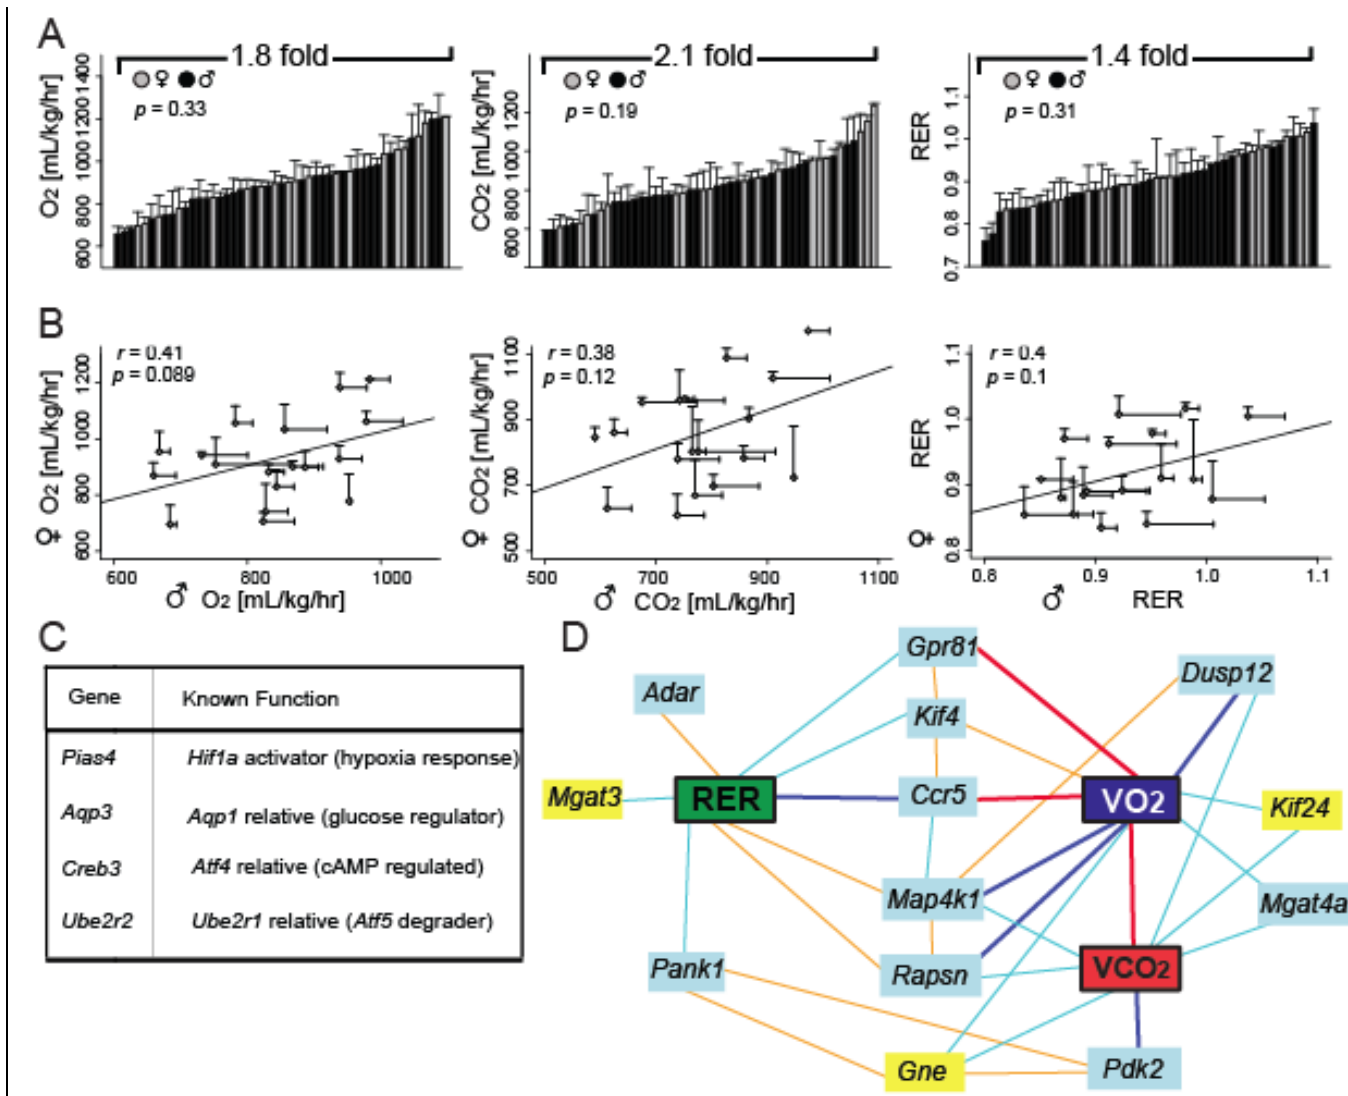 A
1.8 fold
♀ ♂
p = 0.33
O2 [mL/kg/hr]
600 800 1000 1200 1400
2.1 fold
♀ ♂
p = 0.19
CO2 [mL/kg/hr]
600 800 1000 1200
1.4 fold
♀ ♂
p = 0.31
RER
0.7 0.8 0.9 1.0 1.1
B
r = 0.41
p = 0.089
♀ O2 [mL/kg/hr]
600 800 1000 1200
600 800 1000
♂ O2 [mL/kg/hr]
r = 0.38
p = 0.12
♀ CO2 [mL/kg/hr]
500 700 900 1100
500 700 900 1100
♂ CO2 [mL/kg/hr]
r = 0.4
p = 0.1
♀ RER
0.8 0.9 1.0 1.1
0.8 0.9 1.0 1.1
♂ RER
C
Gene Known Function
Pias4 Hif1a activator (hypoxia response)
Aqp3 Aqp1 relative (glucose regulator)
Creb3 Atf4 relative (cAMP regulated)
Ube2r2 Ube2r1 relative (Atf5 degrader)
D
Gpr81
Dusp12
Adar
Kif4
Mgat3
RER
Ccr5
VO2
Kif24
Map4k1
Mgat4a
Pank1
Rapsn
VCO2
Gne
Pdk2